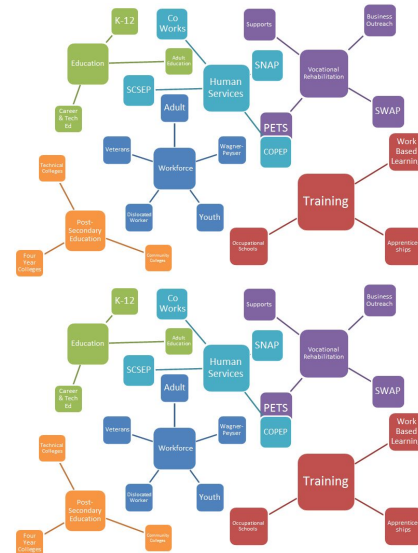 K-12
Co
Works
Supports
Business
Outreach
Education
Adult
Education
SNAP
Vocational
Rehabilitation
SCSEP
Human
Services
Career
& Tech
Ed
Adult
PETS
SWAP
COPEP
Veterans
Wagner-
Peyser
Work
Based
Learning
Technical
Colleges
Workforce
Training
Post-
Secondary
Education
Dislocated
Worker
Youth
Four
Year
Colleges
Community
Colleges
Occupational
Schools
Apprentice
ships
K-12
Co
Works
Supports
Business
Outreach
Education
Adult
Education
SNAP
Vocational
Rehabilitation
SCSEP
Human
Services
Career
& Tech
Ed
Adult
PETS
SWAP
COPEP
Veterans
Wagner-
Peyser
Work
Based
Learning
Technical
Colleges
Workforce
Training
Post-
Secondary
Education
Dislocated
Worker
Youth
Four
Year
Colleges
Community
Colleges
Occupational
Schools
Apprentice
ships